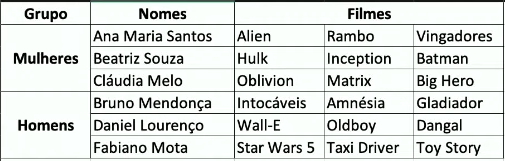 Grupo Nomes Filmes
Ana Maria Santos Alien Rambo Vingadores
Mulheres Beatriz Souza Hulk Inception Batman
Cláudia Melo Oblivion Matrix Big Hero
Bruno Mendonça Intocáveis Amnésia Gladiador
Homens Daniel Lourenço Wall-E Oldboy Dangal
Fabiano Mota Star Wars 5 Taxi Driver Toy Story